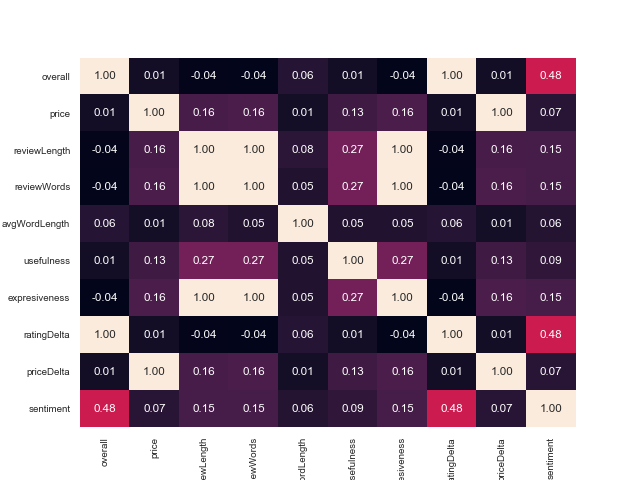 overall 1.00 0.01 -0.04 -0.04 0.06 0.01 -0.04 1.00 0.01 0.48
price 0.01 1.00 0.16 0.16 0.01 0.13 0.16 0.01 1.00 0.07
reviewLength -0.04 0.16 1.00 1.00 0.08 0.27 1.00 -0.04 0.16 0.15
reviewWords -0.04 0.16 1.00 1.00 0.05 0.27 1.00 -0.04 0.16 0.15
avgWordLength 0.06 0.01 0.08 0.05 1.00 0.05 0.05 0.06 0.01 0.06
usefulness 0.01 0.13 0.27 0.27 0.05 1.00 0.27 0.01 0.13 0.09
expresiveness -0.04 0.16 1.00 1.00 0.05 0.27 1.00 -0.04 0.16 0.15
ratingDelta 1.00 0.01 -0.04 -0.04 0.06 0.01 -0.04 1.00 0.01 0.48
priceDelta 0.01 1.00 0.16 0.16 0.01 0.13 0.16 0.01 1.00 0.07
sentiment 0.48 0.07 0.15 0.15 0.06 0.09 0.15 0.48 0.07 1.00
overall price ewLength ewWords ordLength sefulness esiveness atingDelta priceDelta sentiment